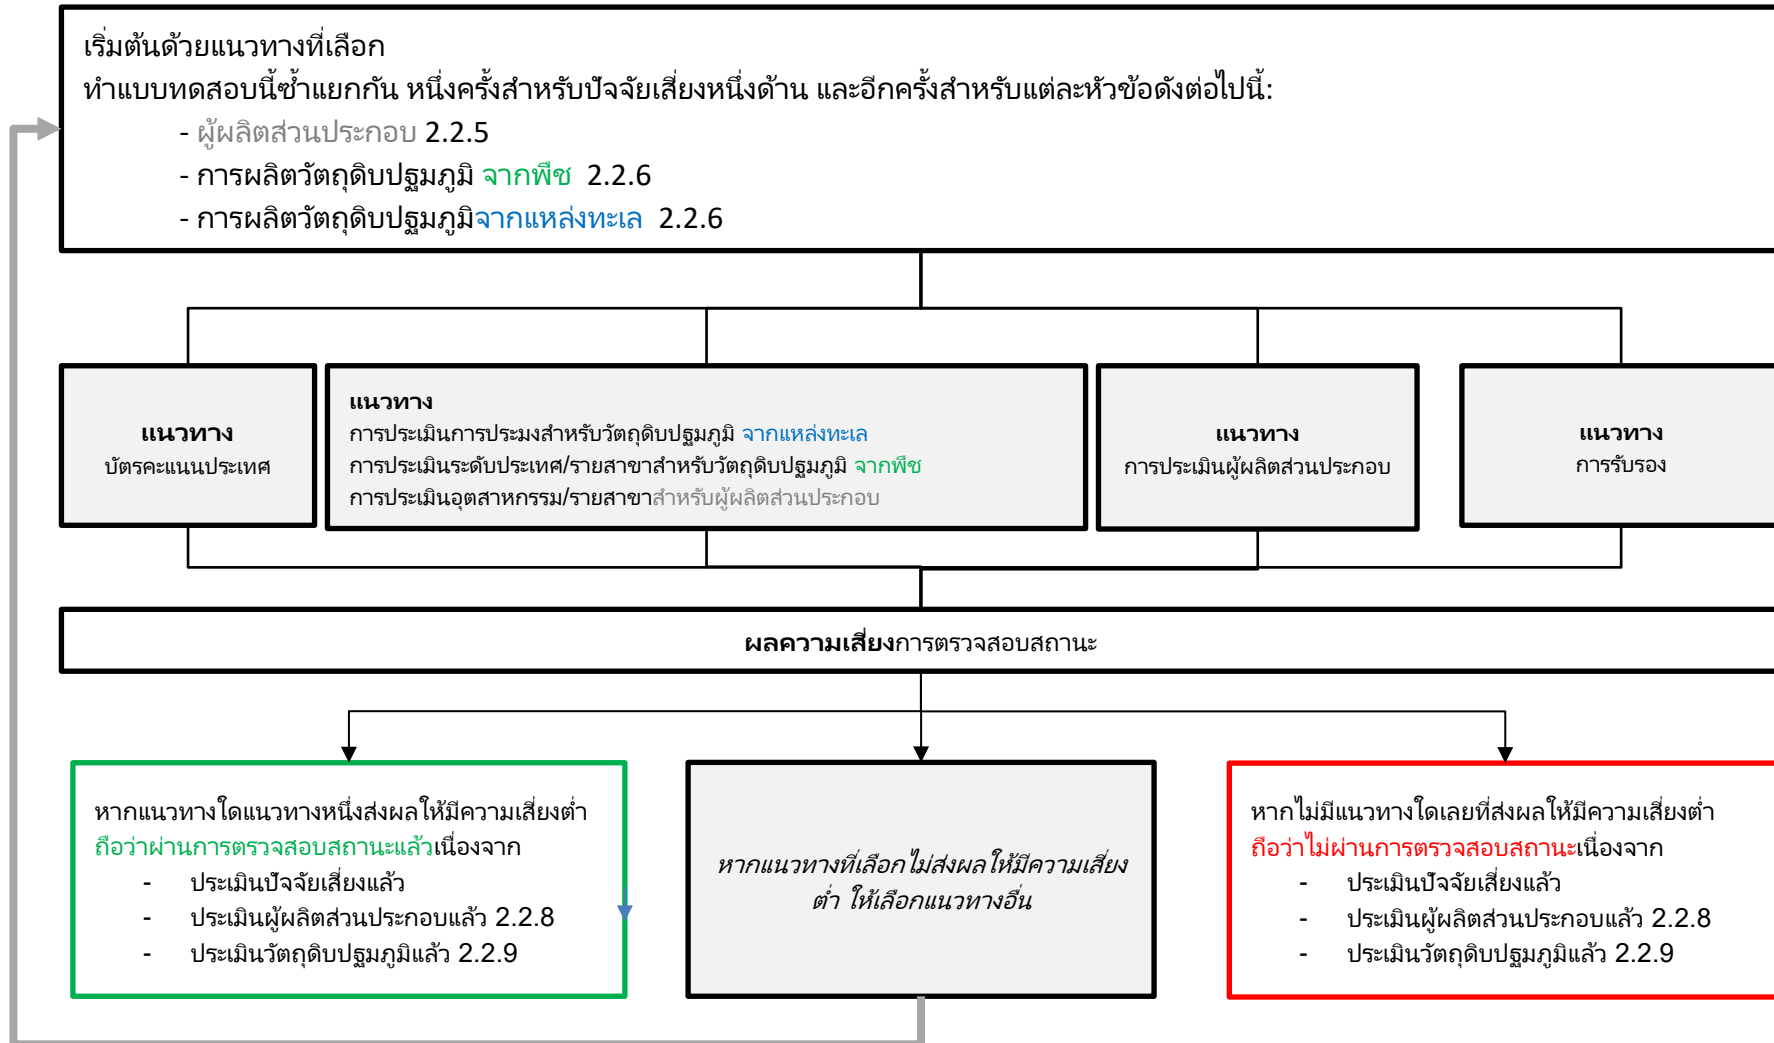 เริ่มต้นด้วยแนวทางที่เลือก
ทำแบบทดสอบนี้ซ้ำแยกกัน หนึ่งครั้งสำหรับปัจจัยเสี่ยงหนึ่งด้าน และอีกครั้งสำหรับแต่ละหัวข้อดังต่อไปนี้:
- ผู้ผลิตส่วนประกอบ 2.2.5
- การผลิตวัตถุดิบปฐมภูมิ จากพืช 2.2.6
- การผลิตวัตถุดิบปฐมภูมิจากแหล่งทะเล 2.2.6
แนวทาง
บัตรคะแนนประเทศ
แนวทาง
การประเมินการประมงสำหรับวัตถุดิบปฐมภูมิ จากแหล่งทะเล
การประเมินระดับประเทศ/รายสาขาสำหรับวัตถุดิบปฐมภูมิ จากพืช
การประเมินอุตสาหกรรม/รายสาขาสำหรับผู้ผลิตส่วนประกอบ
แนวทาง
การประเมินผู้ผลิตส่วนประกอบ
แนวทาง
การรับรอง
ผลความเสี่ยงการตรวจสอบสถานะ
หากแนวทางใดแนวทางหนึ่งส่งผลให้มีความเสี่ยงต่ำ
ถือว่าผ่านการตรวจสอบสถานะแล้วเนื่องจาก
- ประเมินปัจจัยเสี่ยงแล้ว
- ประเมินผู้ผลิตส่วนประกอบแล้ว 2.2.8
- ประเมินวัตถุดิบปฐมภูมิแล้ว 2.2.9
หากแนวทางที่เลือกไม่ส่งผลให้มีความเสี่ยง
ต่ำ ให้เลือกแนวทางอื่น
หากไม่มีแนวทางใดเลยที่ส่งผลให้มีความเสี่ยงต่ำ
ถือว่าไม่ผ่านการตรวจสอบสถานะเนื่องจาก
- ประเมินปัจจัยเสี่ยงแล้ว
- ประเมินผู้ผลิตส่วนประกอบแล้ว 2.2.8
- ประเมินวัตถุดิบปฐมภูมิแล้ว 2.2.9